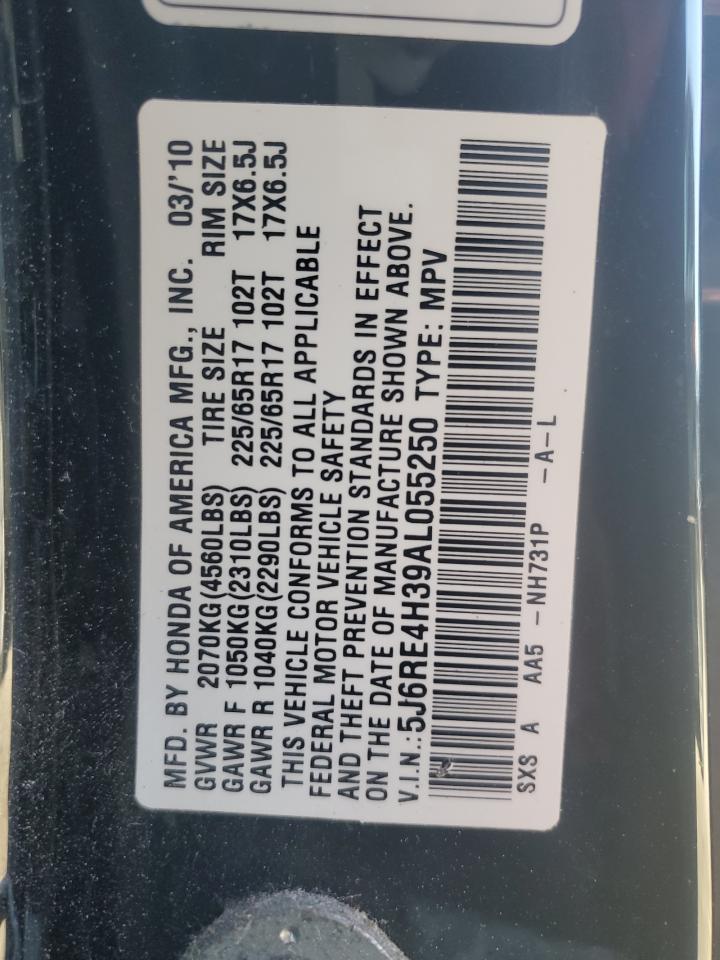 MFD. BY HONDA OF AMERICA MFG., INC. 03/'10
GVWR 2070KG(4560LBS) TIRE SIZE RIM SIZE
GAWR F 1050KG(2310LBS) 225/65R17 102T 17X6.5J
GAWR R 1040KG(2290LBS) 225/65R17 102T 17X6.5J
THIS VEHICLE CONFORMS TO ALL APPLICABLE
FEDERAL MOTOR VEHICLE SAFETY
AND THEFT PREVENTION STANDARDS IN EFFECT
ON THE DATE OF MANUFACTURE SHOWN ABOVE.
V.I.N.:5J6RE4H39AL055250 TYPE: MPV
SXS A AA5 -NH731P -A-L